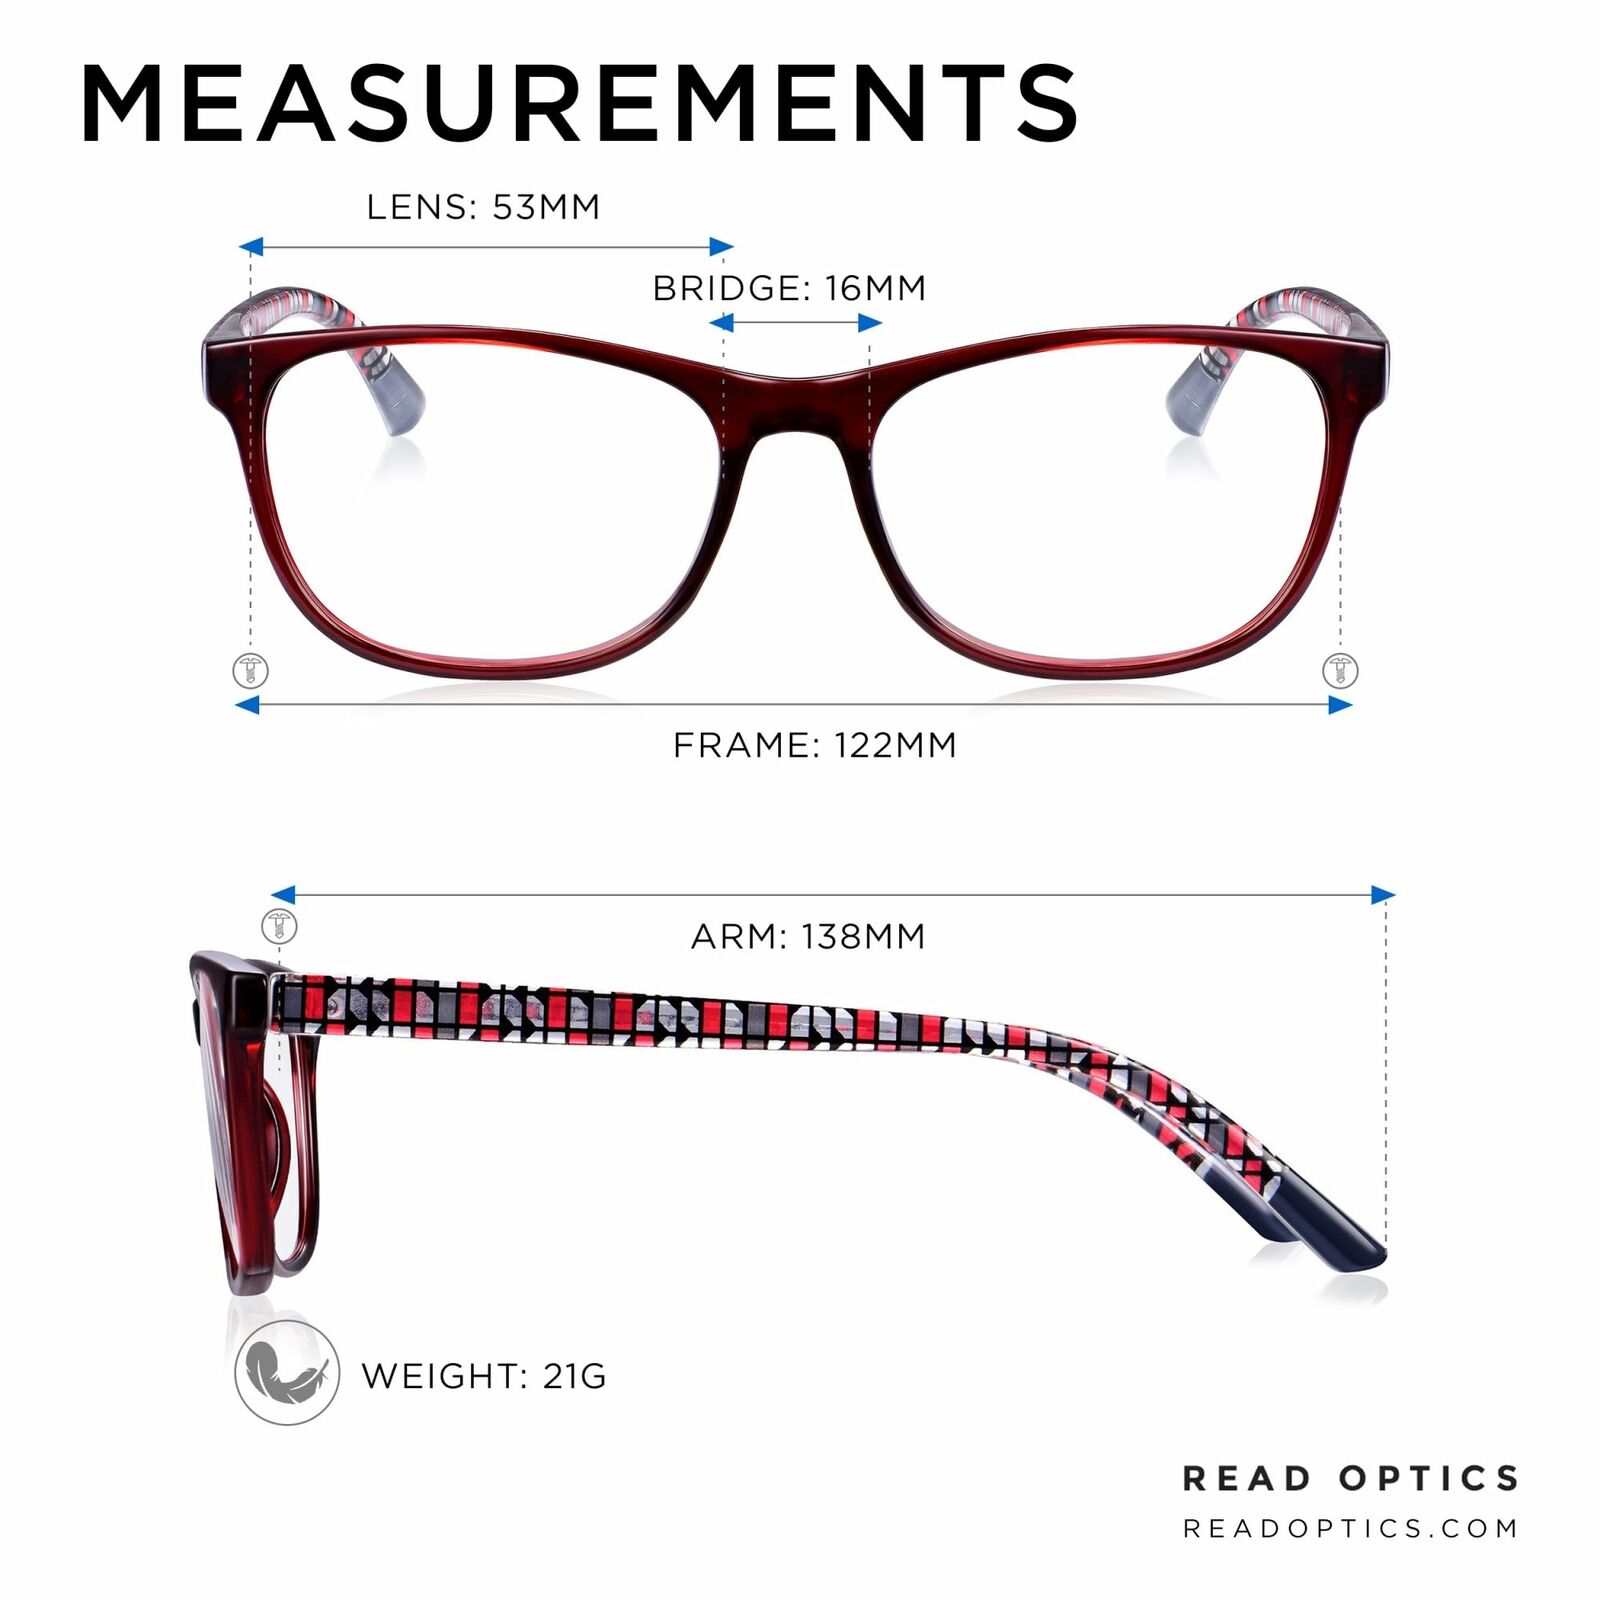 MEASUREMENTS
LENS: 53MM
BRIDGE: 16MM
FRAME: 122MM
ARM: 138MM
WEIGHT: 21G
READ OPTICS
READOPTICS.COM